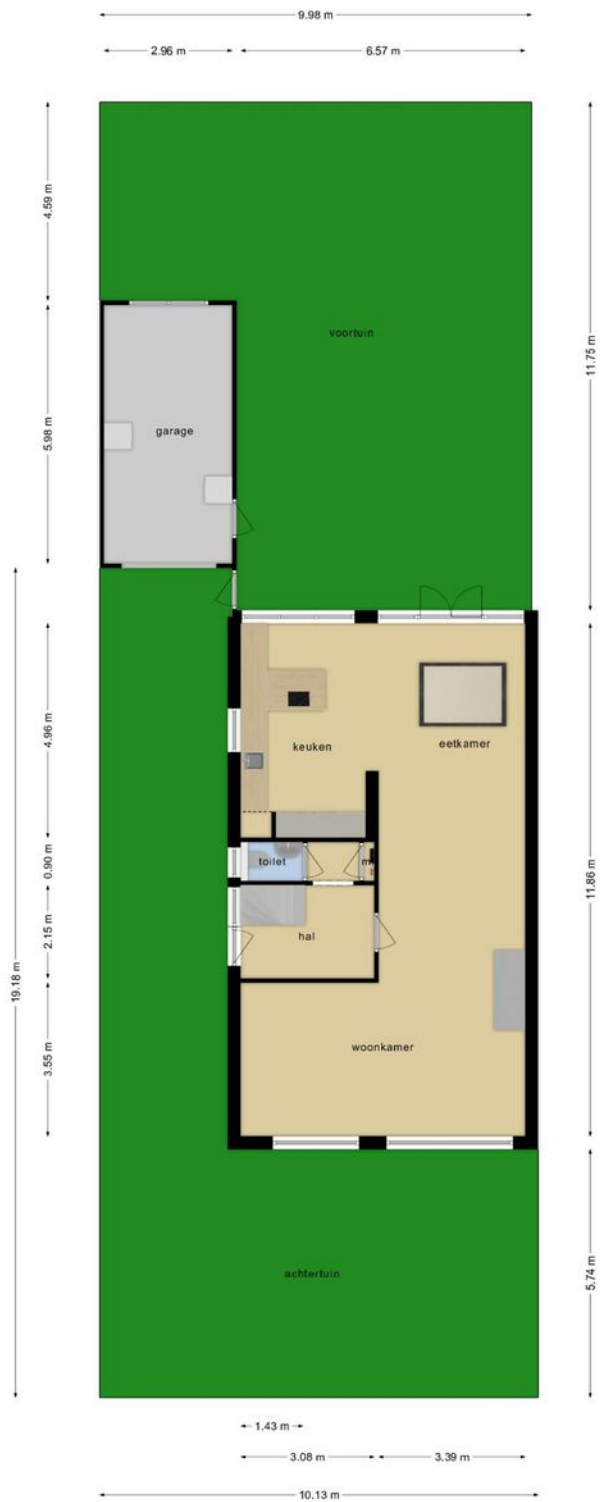 9.98 m
2.96 m
6.57 m
4.59 m
voortuin
11.75 m
garage
5.98 m
4.96 m
keuken
eetkamer
11.86 m
0.90 m
toilet
m
2.15 m
hal
19.18 m
3.55 m
woonkamer
achtertuin
5.74 m
1.43 m
3.08 m
3.39 m
10.13 m